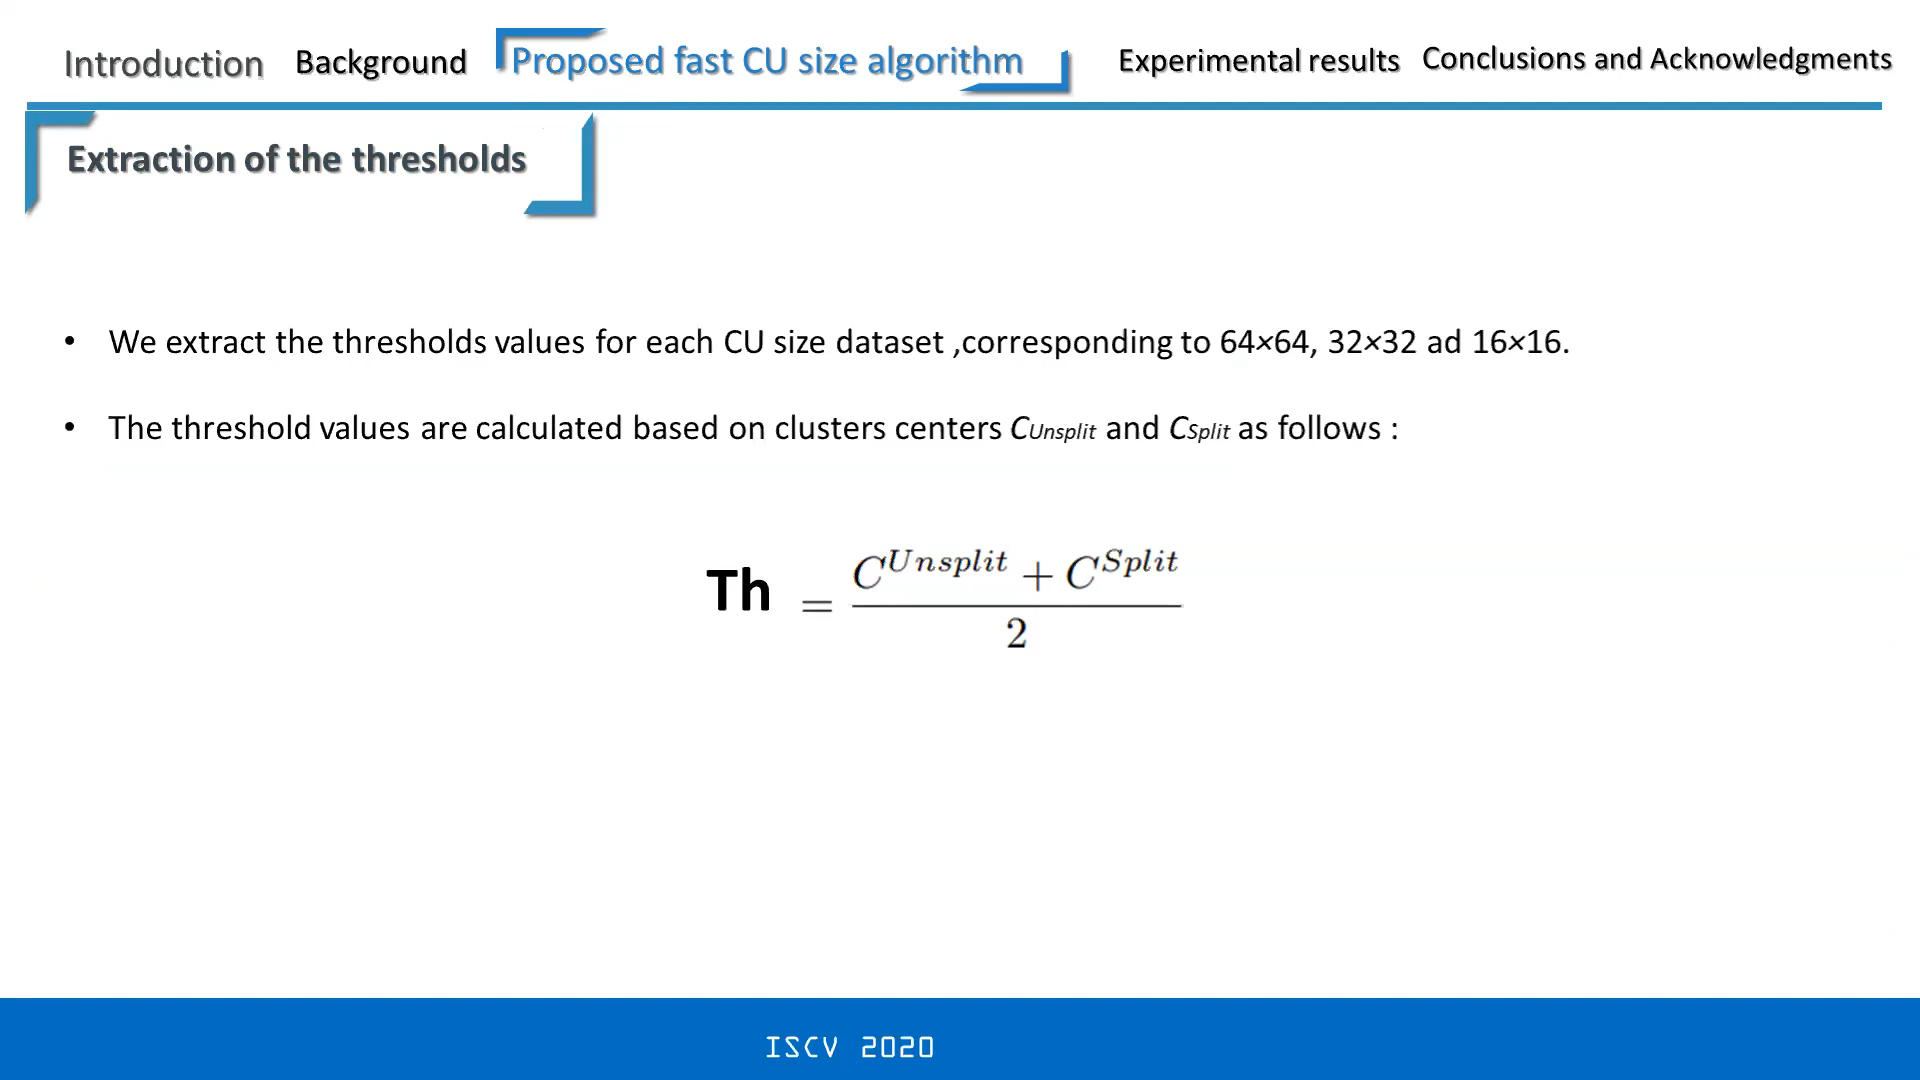 Introduction Background Proposed fast CU size algorithm Experimental results Conclusions and Acknowledgments
Extraction of the thresholds
• We extract the thresholds values for each CU size dataset ,corresponding to 64×64, 32×32 ad 16×16.
• The threshold values are calculated based on clusters centers CUnsplit and CSplit as follows :
Th = (C^Unsplit + C^Split) / 2
ISCV 2020